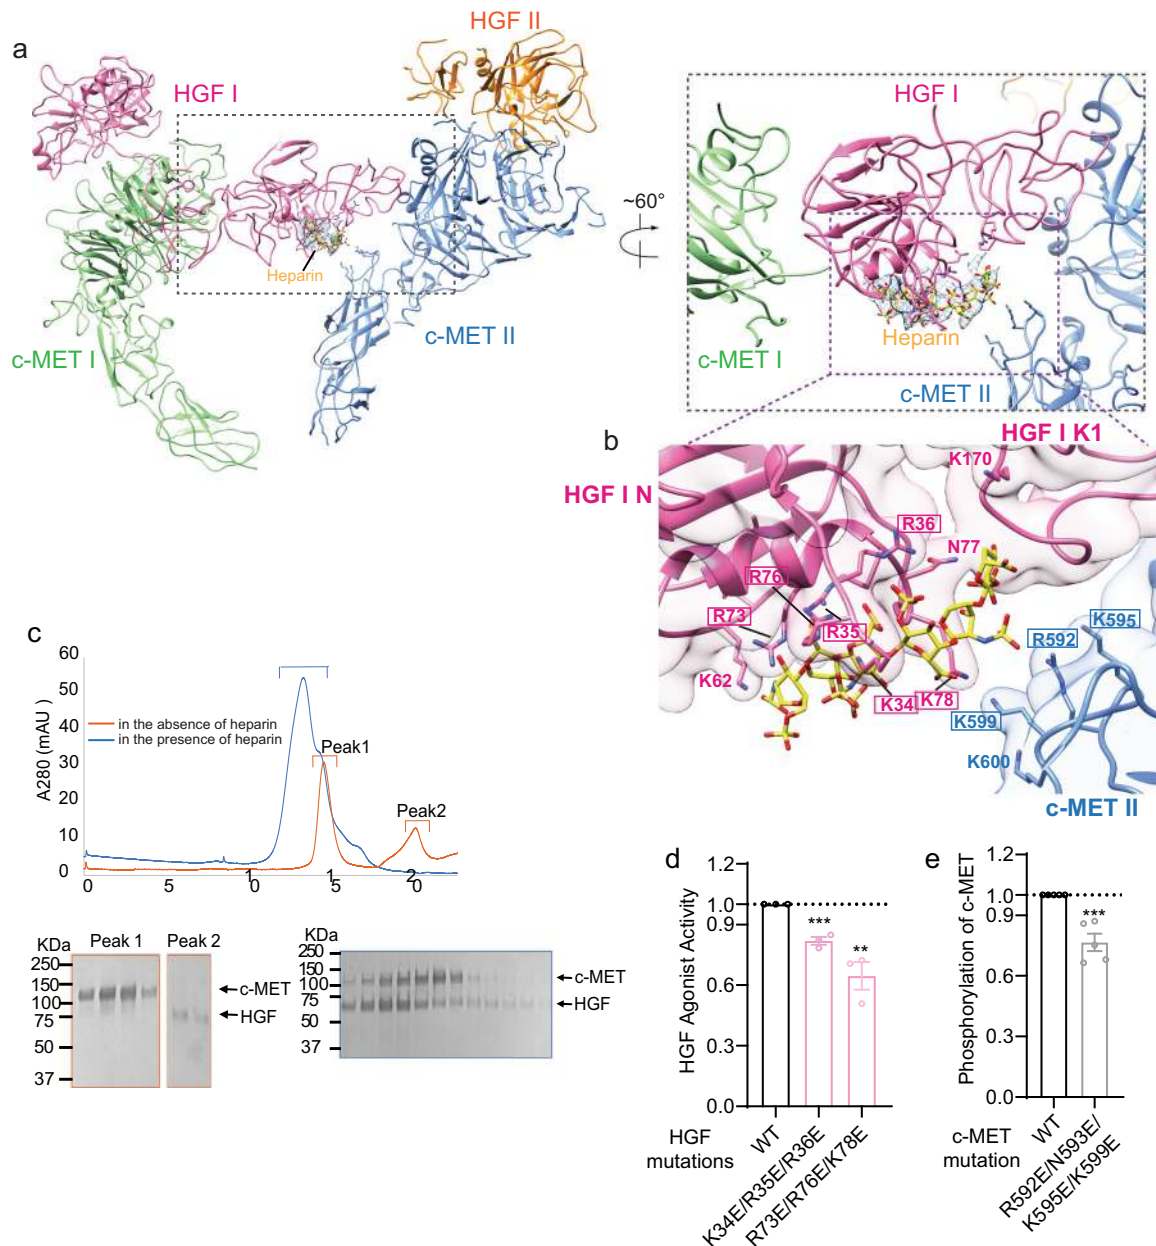 a
HGF II
HGF I
Heparin
c-MET I
c-MET II
~60°
HGF I
Heparin
c-MET I
c-MET II
b
HGF I K1
HGF I N
K170
R36
N77
R76
R73
R35
K62
K34
K78
K595
R592
K599
K600
c-MET II
c
60
50
40
30
20
10
0
A280 (mAU )
in the absence of heparin
in the presence of heparin
Peak1
Peak2
0
5
10
15
20
KDa
Peak 1
Peak 2
250
150
100
75
50
37
c-MET
HGF
KDa
250
150
100
75
50
37
c-MET
HGF
d
1.2
1.0
0.9
0.6
0.3
0.0
HGF Agonist Activity
***
**
HGF
mutations
WT
K34E/R35E/R36E
R73E/R76E/K78E
e
1.2
1.0
0.9
0.6
0.3
0.0
Phosphorylation of c-MET
***
c-MET
mutation
WT
R592E/N593E/
K595E/K599E